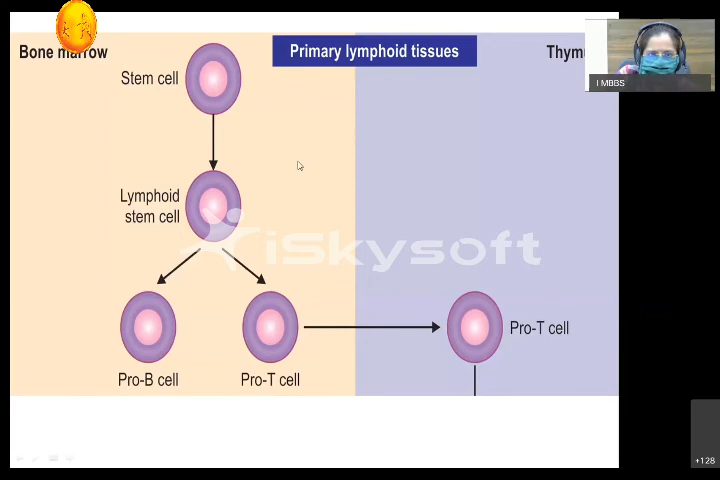 Bone marrow
Primary lymphoid tissues
Stem cell
I MBBS
Lymphoid
stem cell
iSkysoft
Pro-T cell
Pro-B cell
Pro-T cell
+128